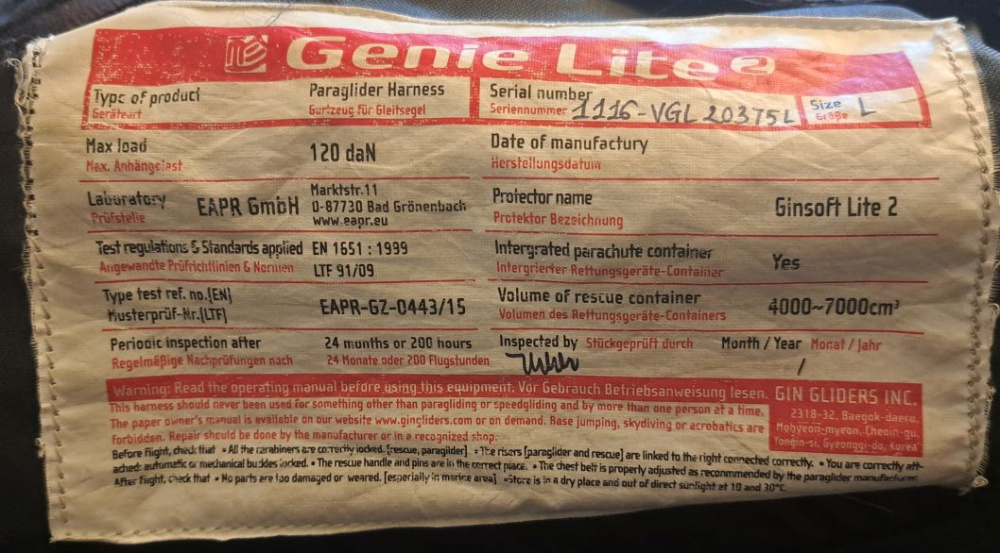 Genie Lite 2
Type of product
Geräteart
Paraglider Harness
Gurtzeug für Gleitsegel
Serial number
Seriennummer 1116-VGL 20375L
Size L
Größe
Max load
Max. Anhängelast
120 daN
Date of manufactury
Herstellungsdatum
Laboratory
Prüfstelle
EAPR GmbH
Marktstr.11
D-87730 Bad Grönenbach
www.eapr.eu
Protector name
Protektor Bezeichnung
Ginsoft Lite 2
Test regulations & Standards applied
Angewandte Prüfrichtlinien & Normen
EN 1651 : 1999
LTF 91/09
Intergrated parachute container
Intergrierter Rettungsgeräte-Container
Yes
Type test ref. no.[EN]
Musterprüf-Nr.[LTF]
EAPR-GZ-0443/15
Volume of rescue container
Volumen des Rettungsgeräte-Containers
4000~7000cm³
Periodic inspection after
Regelmäßige Nachprüfungen nach
24 months or 200 hours
24 Monate oder 200 Flugstunden
Inspected by Stückgeprüft durch
Month / Year Monat / Jahr
/
Warning: Read the operating manual before using this equipment. Vor Gebrauch Betriebsanweisung lesen.
This harness should never been used for something other than paragliding or speedgliding and by more than one person at a time.
The paper owner's manual is available on our website www.gingliders.com or on demand. Base jumping, skydiving or acrobatics are
forbidden. Repair should be done by the manufacturer or in a recognized shop.
GIN GLIDERS INC.
2318-32, Baegok-daero,
Mohyeon-myeon, Cheoin-gu,
Yongin-si, Gyeonggi-do, Korea
Before flight, check that • All the carabiners are correctly locked. [rescue, paraglider]. • The risers [paraglider and rescue] are linked to the right connected correctly. • You are correctly att-
ached: automatic or mechanical buckles locked. • The rescue handle and pins are in the correct place. • The chest belt is properly adjusted as recommended by the paraglider manufacturer.
After flight, check that • No parts are too damaged or weared. [especially in marine area] • Store is in a dry place and out of direct sunlight at 10 and 30°C.